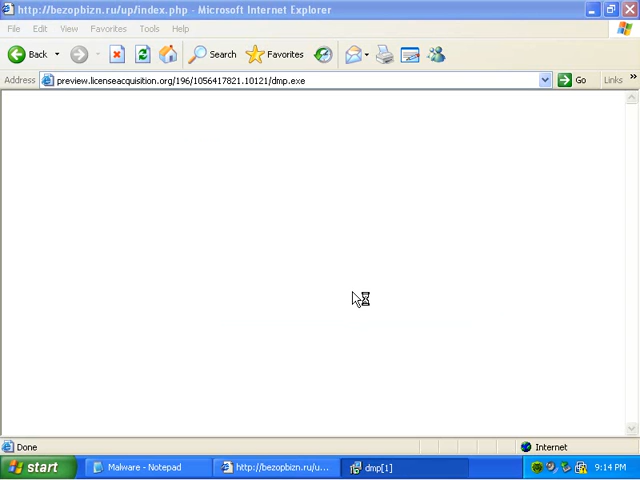 http://bezopbizn.ru/up/index.php - Microsoft Internet Explorer
File Edit View Favorites Tools Help
Back Search Favorites
Address preview.licenseacquisition.org/196/1056417821.10121/dmp.exe Go Links »
Done Internet
start Malware - Notepad http://bezopbizn.ru/u... dmp[1] 9:14 PM